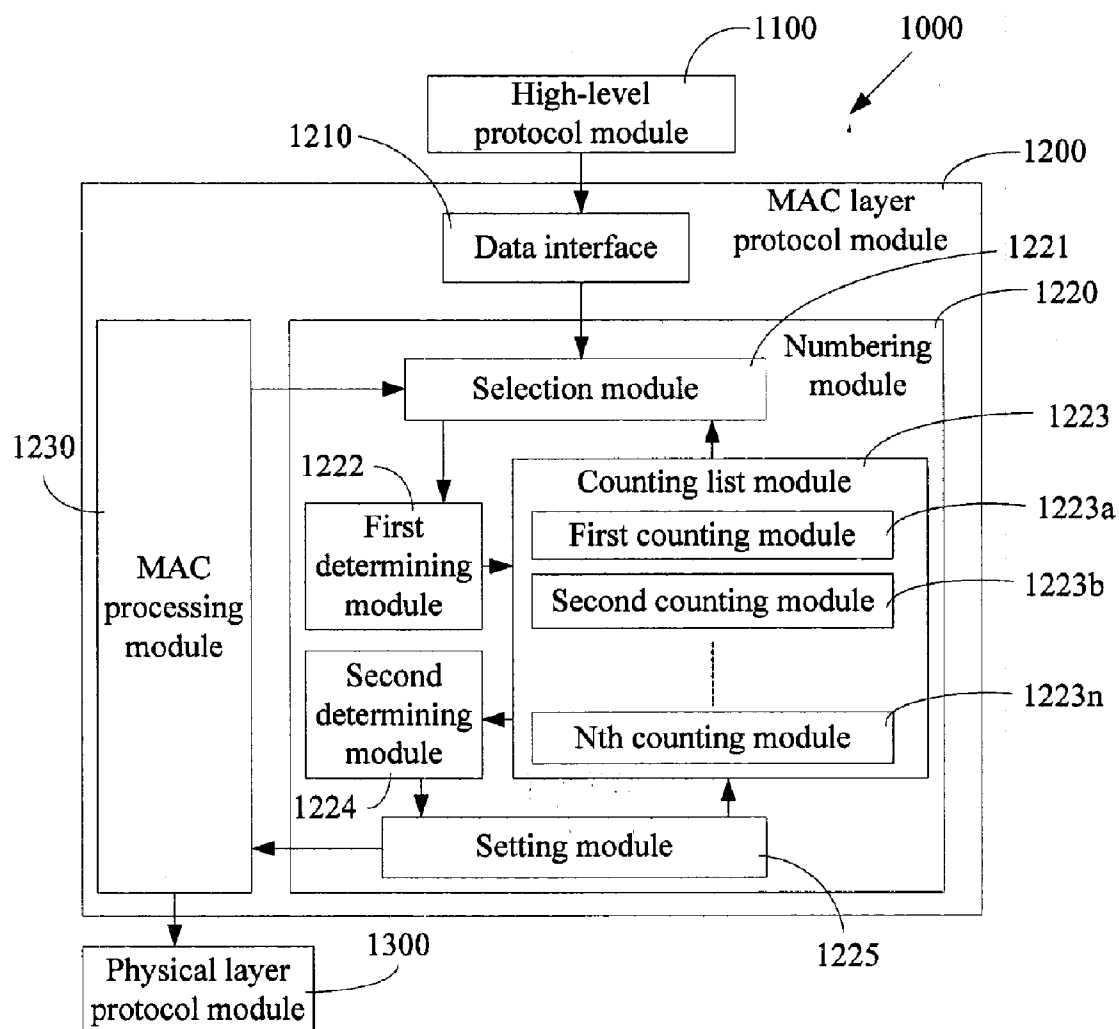 1100
1000
High-level
protocol module
1210
1200
MAC layer
protocol module
Data interface
1221
1220
Numbering
module
Selection module
1223
1230
1222
Counting list module
1223a
First
determining
module
First counting module
1223b
Second counting module
MAC
processing
module
Second
determining
module
1223n
Nth counting module
1224
Setting module
1300
1225
Physical layer
protocol module